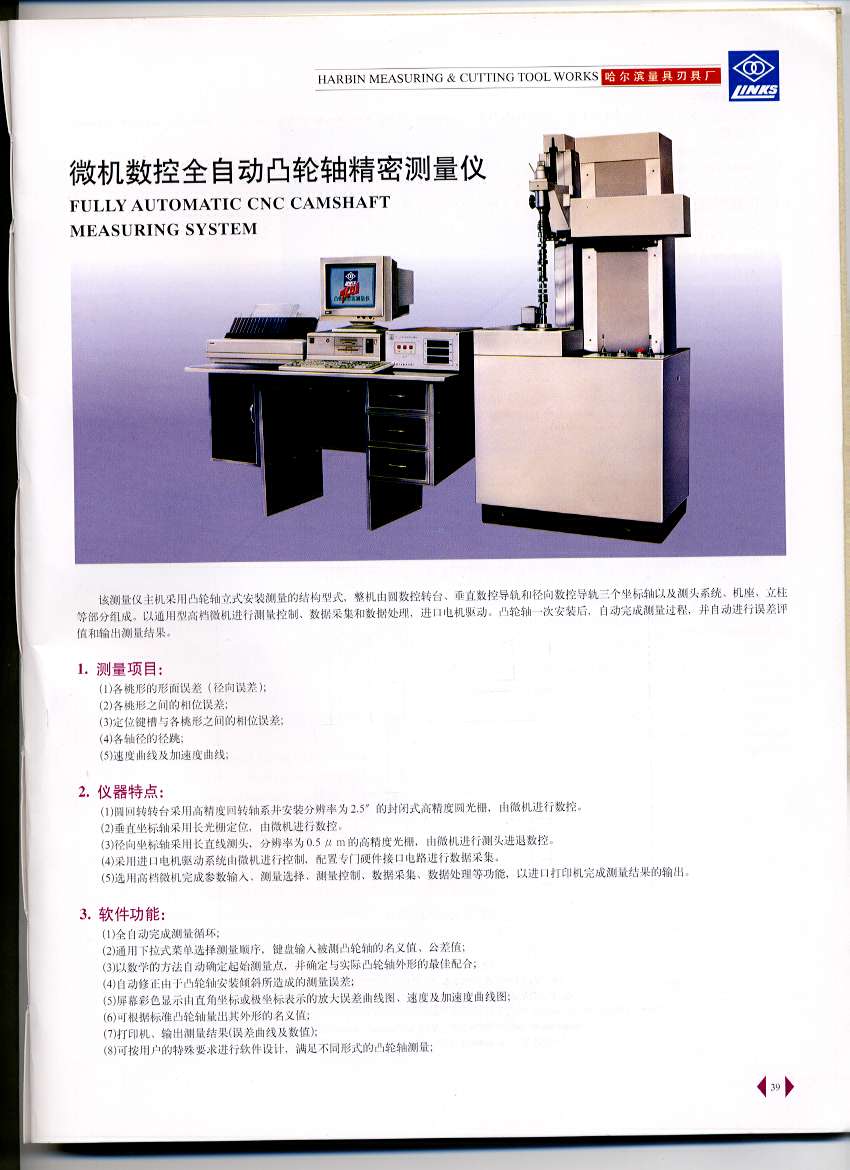 HARBIN MEASURING & CUTTING TOOL WORKS 哈尔滨量具刃具厂
LINKS
微机数控全自动凸轮轴精密测量仪
FULLY AUTOMATIC CNC CAMSHAFT
MEASURING SYSTEM
该测量仪主机采用凸轮轴立式安装测量的结构型式，整机由圆数控转台、垂直数控导轨和径向数控导轨三个坐标轴以及测头系统、机座、立柱
等部分组成。以通用型高档微机进行测量控制、数据采集和数据处理，进口电机驱动。凸轮轴一次安装后，自动完成测量过程，并自动进行误差评
值和输出测量结果。
1. 测量项目：
(1)各桃形的形面误差（径向误差）；
(2)各桃形之间的相位误差；
(3)定位键槽与各桃形之间的相位误差；
(4)各轴径的径跳；
(5)速度曲线及加速度曲线；
2. 仪器特点：
(1)圆回转转台采用高精度回转轴系并安装分辨率为2.5″的封闭式高精度圆光栅，由微机进行数控。
(2)垂直坐标轴采用长光栅定位，由微机进行数控。
(3)径向坐标轴采用长直线测头，分辨率为0.5μm的高精度光栅，由微机进行测头进退数控。
(4)采用进口电机驱动系统由微机进行控制，配置专门硬件接口电路进行数据采集。
(5)选用高档微机完成参数输入、测量选择、测量控制、数据采集、数据处理等功能，以进口打印机完成测量结果的输出。
3. 软件功能：
(1)全自动完成测量循环；
(2)通用下拉式菜单选择测量顺序，键盘输入被测凸轮轴的名义值、公差值；
(3)以数学的方法自动确定起始测量点，并确定与实际凸轮轴外形的最佳配合；
(4)自动修正由于凸轮轴安装倾斜所造成的测量误差；
(5)屏幕彩色显示由直角坐标或极坐标表示的放大误差曲线图、速度及加速度曲线图；
(6)可根据标准凸轮轴量出其外形的名义值；
(7)打印机、输出测量结果(误差曲线及数值)；
(8)可按用户的特殊要求进行软件设计，满足不同形式的凸轮轴测量；
39